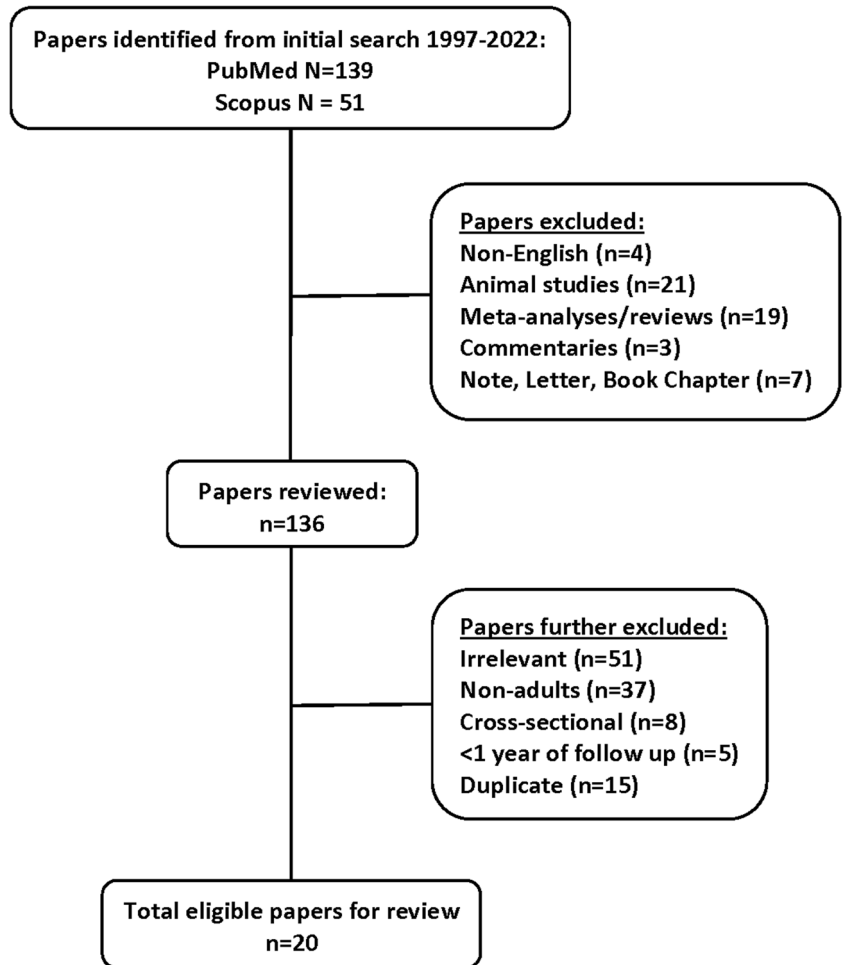 Papers identified from initial search 1997-2022:
PubMed N=139
Scopus N = 51
Papers excluded:
Non-English (n=4)
Animal studies (n=21)
Meta-analyses/reviews (n=19)
Commentaries (n=3)
Note, Letter, Book Chapter (n=7)
Papers reviewed:
n=136
Papers further excluded:
Irrelevant (n=51)
Non-adults (n=37)
Cross-sectional (n=8)
<1 year of follow up (n=5)
Duplicate (n=15)
Total eligible papers for review
n=20